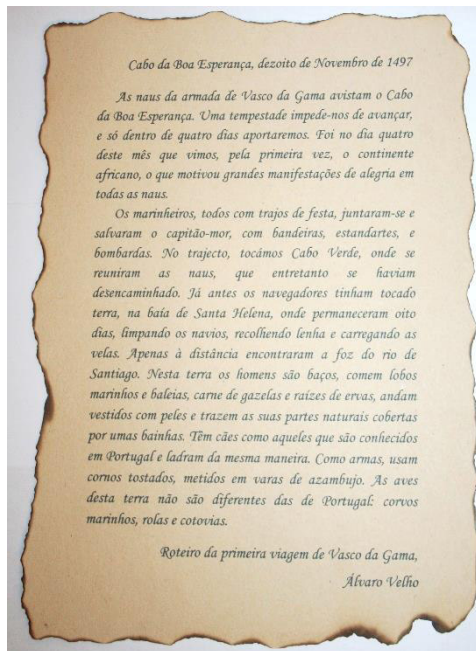 Cabo da Boa Esperança, dezoito de Novembro de 1497
As naus da armada de Vasco da Gama avistam o Cabo
da Boa Esperança. Uma tempestade impede-nos de avançar,
e só dentro de quatro dias aportaremos. Foi no dia quatro
deste mês que vimos, pela primeira vez, o continente
africano, o que motivou grandes manifestações de alegria em
todas as naus.
Os marinheiros, todos com trajos de festa, juntaram-se e
salvaram o capitão-mor, com bandeiras, estandartes, e
bombardas. No trajecto, tocámos Cabo Verde, onde se
reuniram as naus, que entretanto se haviam
desencaminhado. Já antes os navegadores tinham tocado
terra, na baía de Santa Helena, onde permaneceram oito
dias, limpando os navios, recolhendo lenha e carregando as
velas. Apenas à distância encontraram a foz do rio de
Santiago. Nesta terra os homens são baços, comem lobos
marinhos e baleias, carne de gazelas e raízes de ervas, andam
vestidos com peles e trazem as suas partes naturais cobertas
por umas bainhas. Têm cães como aqueles que são conhecidos
em Portugal e ladram da mesma maneira. Como armas, usam
cornos tostados, metidos em varas de azambujo. As aves
desta terra não são diferentes das de Portugal: corvos
marinhos, rolas e cotovias.
Roteiro da primeira viagem de Vasco da Gama,
Álvaro Velho